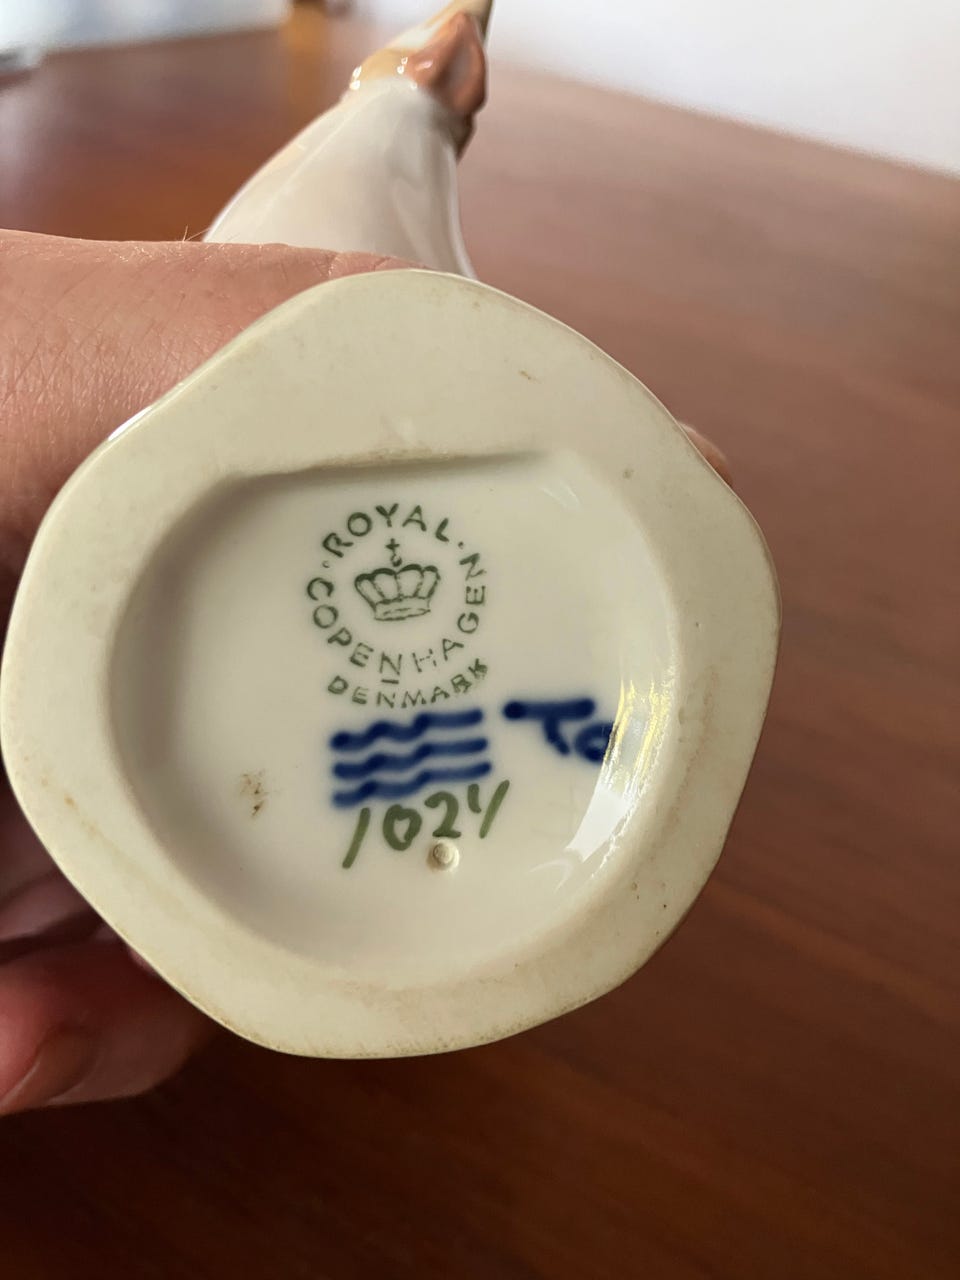 ROYAL
COPENHAGEN
DENMARK
1024